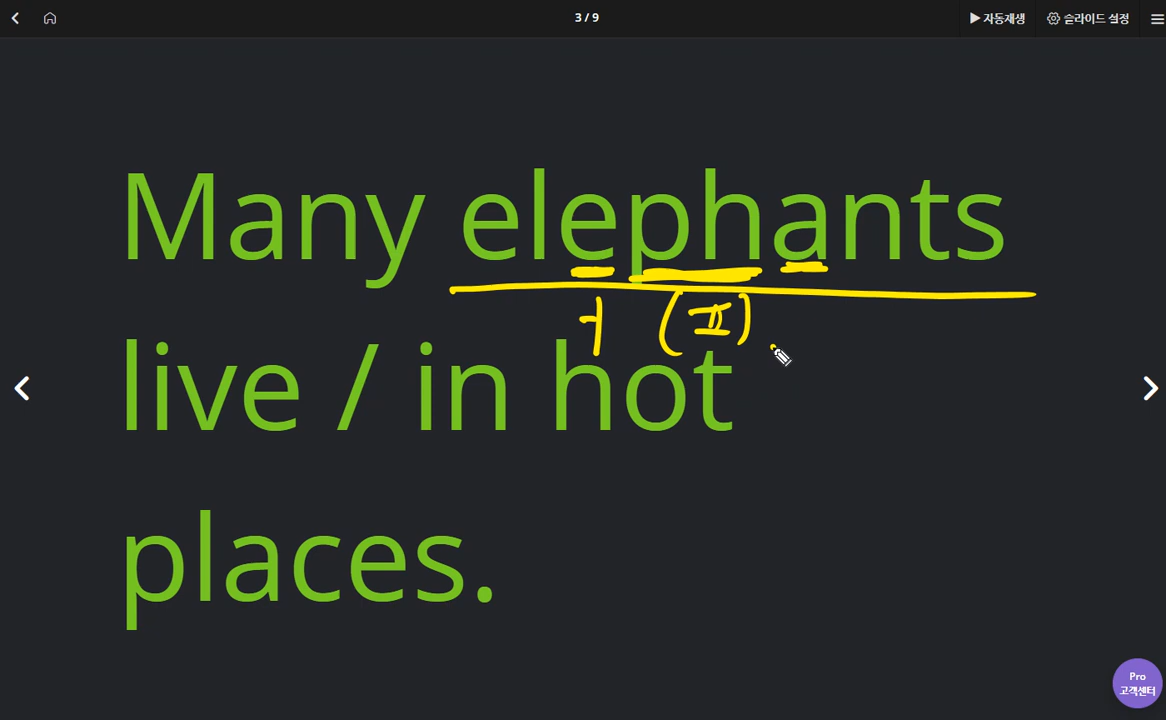 3 / 9
자동재생
슬라이드 설정
Many elephants
ㅓ (ㅍ)
live / in hot
places.
Pro
고객센터